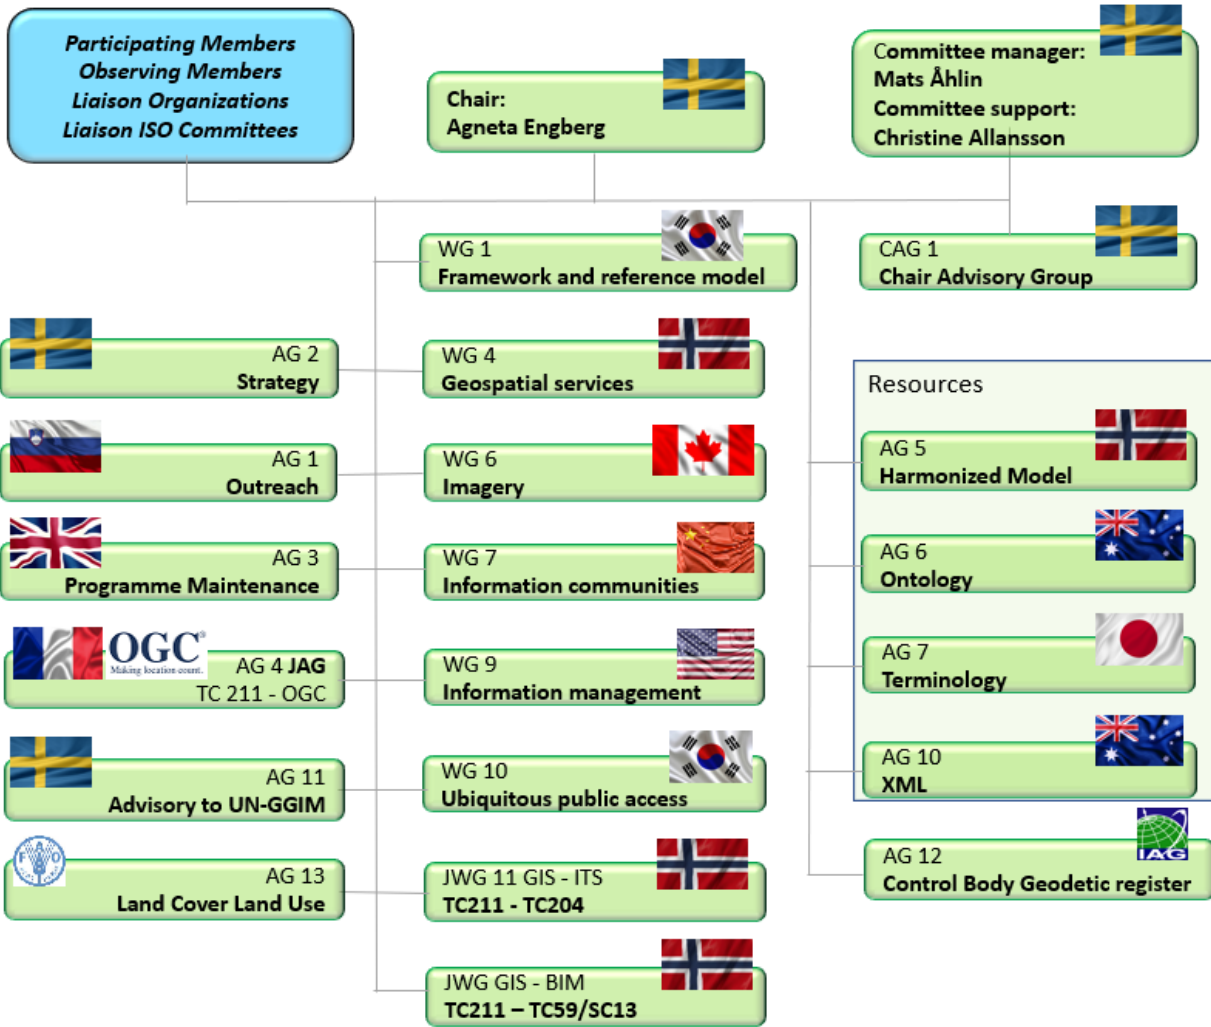 Participating Members
Observing Members
Liaison Organizations
Liaison ISO Committees
Chair:
Agneta Engberg
Committee manager:
Mats Åhlin
Committee support:
Christine Allansson
WG 1
Framework and reference model
CAG 1
Chair Advisory Group
AG 2
Strategy
WG 4
Geospatial services
Resources
AG 1
Outreach
WG 6
Imagery
AG 5
Harmonized Model
AG 3
Programme Maintenance
WG 7
Information communities
AG 6
Ontology
OGC®
Making location count.
AG 4 JAG
TC 211 - OGC
WG 9
Information management
AG 7
Terminology
AG 11
Advisory to UN-GGIM
WG 10
Ubiquitous public access
AG 10
XML
FAO
AG 13
Land Cover Land Use
JWG 11 GIS - ITS
TC211 - TC204
IAG
AG 12
Control Body Geodetic register
JWG GIS - BIM
TC211 – TC59/SC13